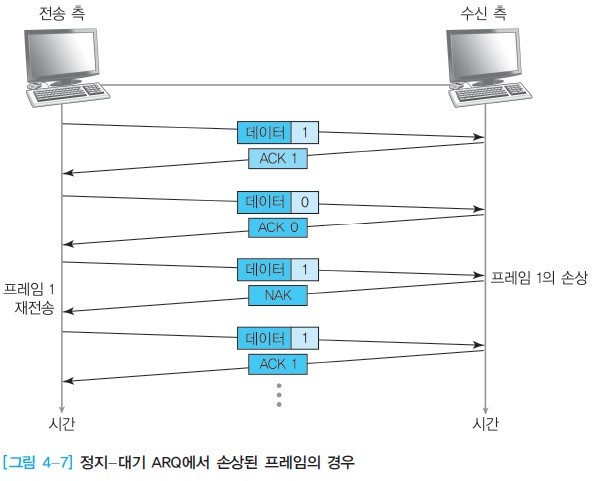 전송 측
수신 측
데이터 1
ACK 1
데이터 0
ACK 0
데이터 1
프레임 1의 손상
프레임 1
재전송
NAK
데이터 1
ACK 1
시간
시간
[그림 4-7] 정지-대기 ARQ에서 손상된 프레임의 경우